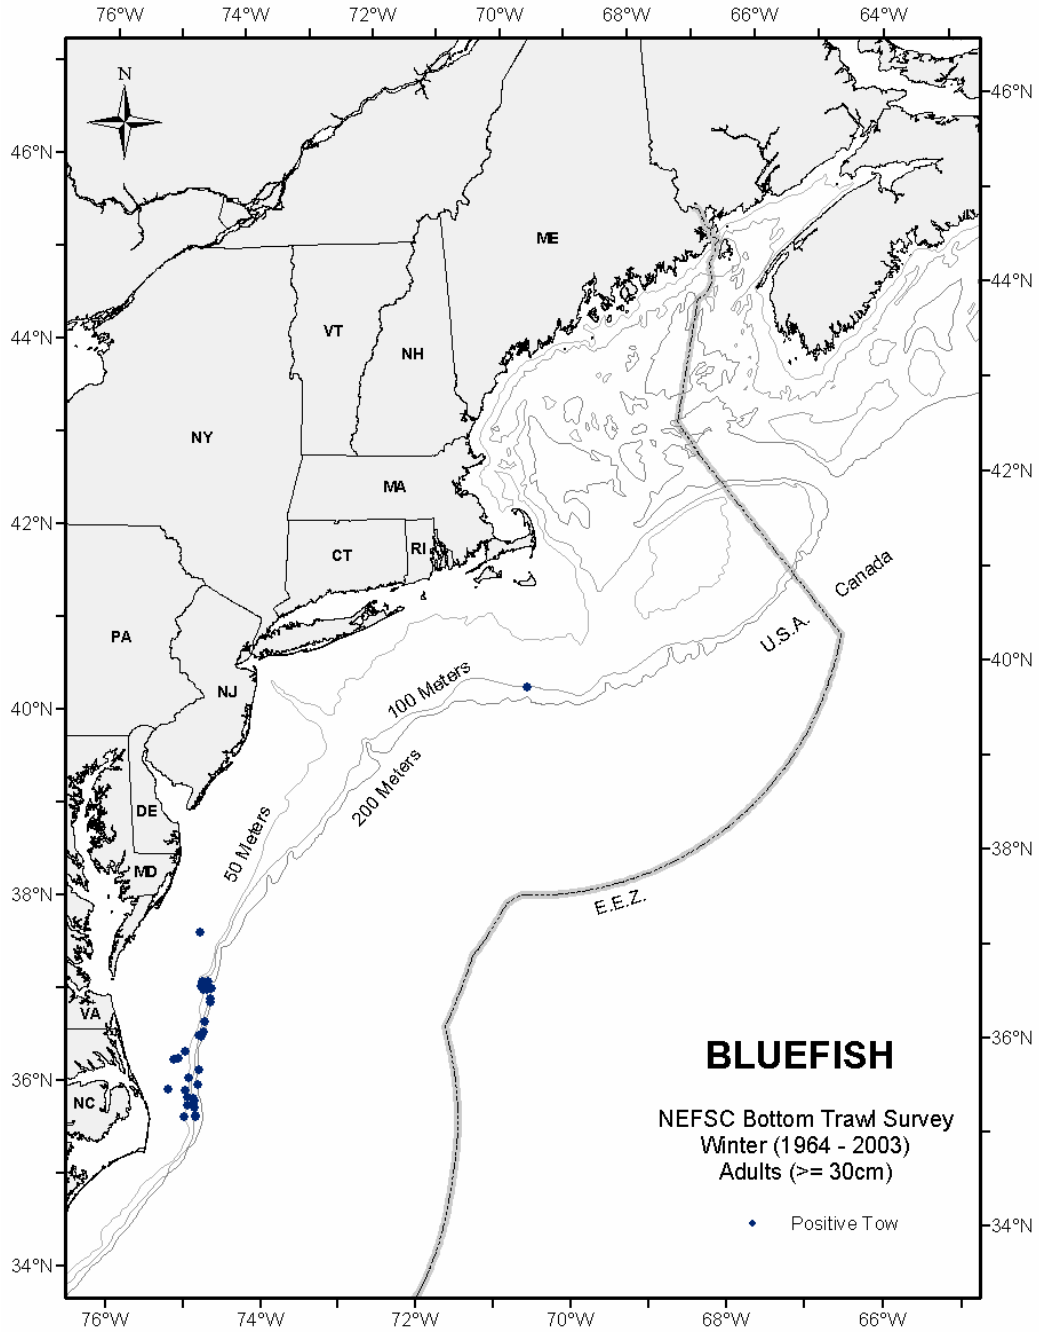 76°W 74°W 72°W 70°W 68°W 66°W 64°W
N
46°N
46°N
ME
44°N
44°N
VT
NH
NY
42°N
MA
42°N
CT
RI
Canada
PA
U.S.A.
40°N
NJ
100 Meters
40°N
200 Meters
DE
50 Meters
38°N
MD
38°N
E.E.Z.
VA
36°N
BLUEFISH
36°N
NC
NEFSC Bottom Trawl Survey
Winter (1964 - 2003)
Adults (>= 30cm)
Positive Tow
34°N
34°N
76°W 74°W 72°W 70°W 68°W 66°W